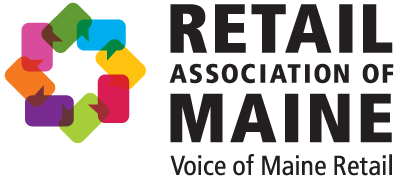 RETAIL
ASSOCIATION OF
MAINE
Voice of Maine Retail